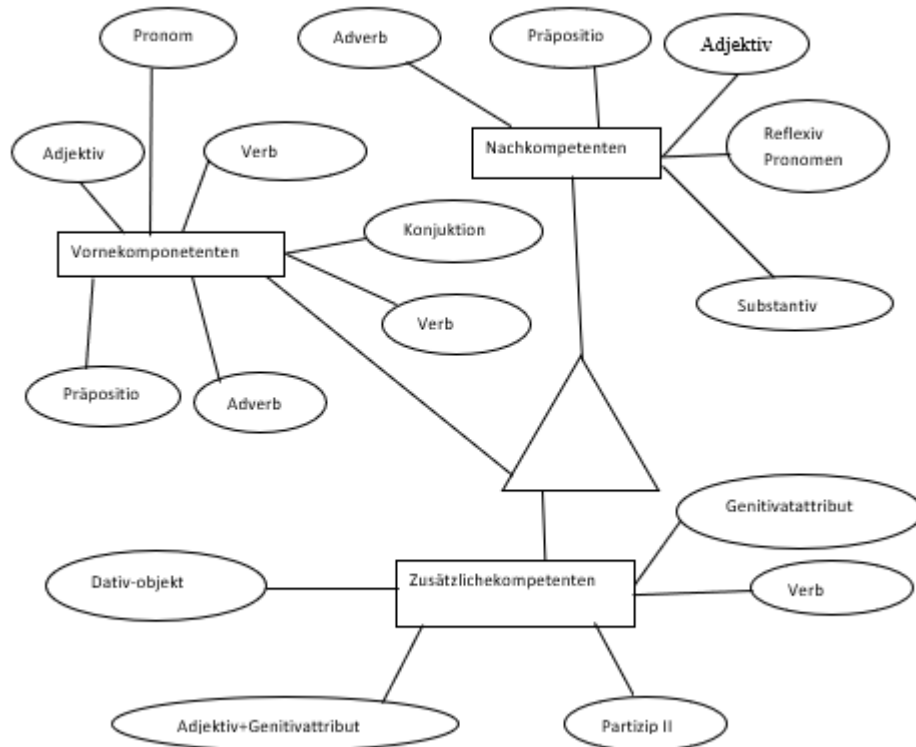 Pronom
Adverb
Präpositio
Adjektiv
Reflexiv
Pronomen
Nachkompetenten
Adjektiv
Verb
Vornekomponetenten
Konjuktion
Verb
Substantiv
Präpositio
Adverb
Genitivatattribut
Zusätzlichekompetenten
Dativ-objekt
Verb
Adjektiv+Genitivattribut
Partizip II